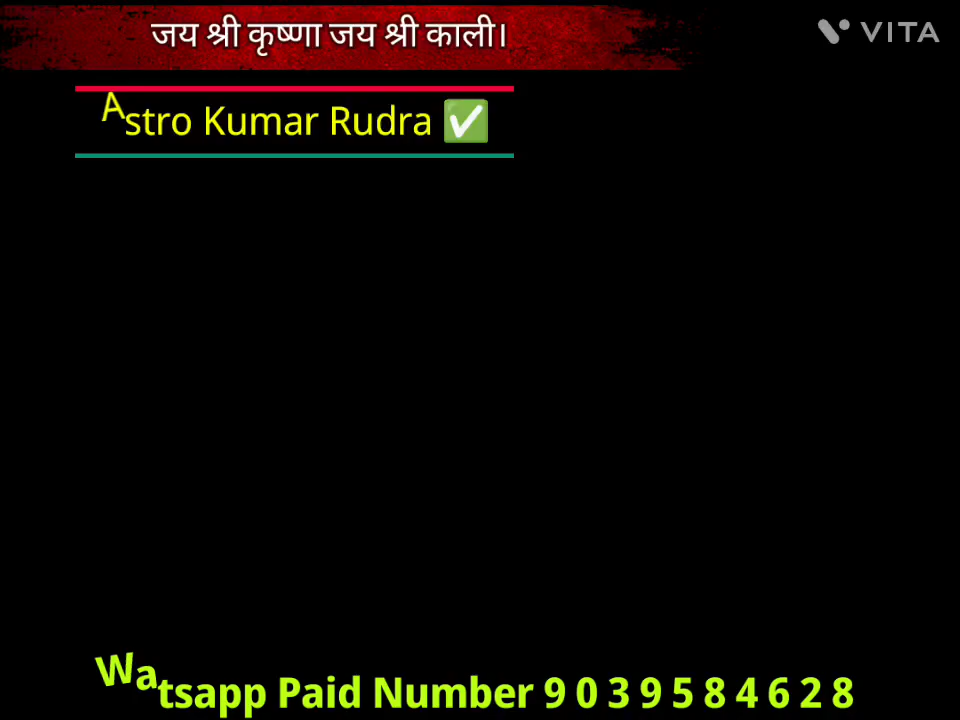 जय श्री कृष्णा जय श्री काली।
VITA
Astro Kumar Rudra ✅
Watsapp Paid Number 9 0 3 9 5 8 4 6 2 8